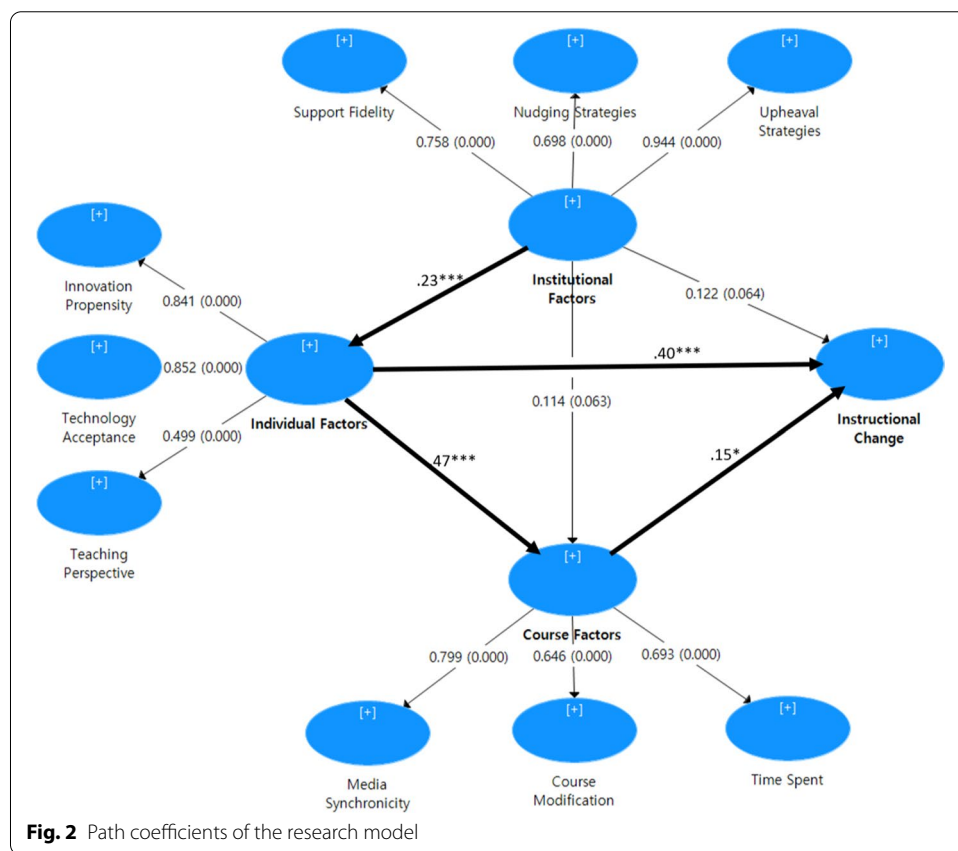 [+]
[+]
[+]
Support Fidelity
Nudging Strategies
Upheaval
Strategies
0.758 (0.000)
0.698 (0.000)
0.944 (0.000)
[+]
[+]
Innovation
Propensity
Institutional
Factors
0.841 (0.000)
.23***
0.122 (0.064)
[+]
[+]
[+]
0.852 (0.000)
.40***
Technology
Acceptance
Individual Factors
0.114 (0.063)
Instructional
Change
0.499 (0.000)
.47***
.15*
[+]
Teaching
Perspective
[+]
Course Factors
0.799 (0.000)
0.646 (0.000)
0.693 (0.000)
[+]
[+]
[+]
Media
Synchronicity
Course
Modification
Time Spent
Fig. 2 Path coefficients of the research model